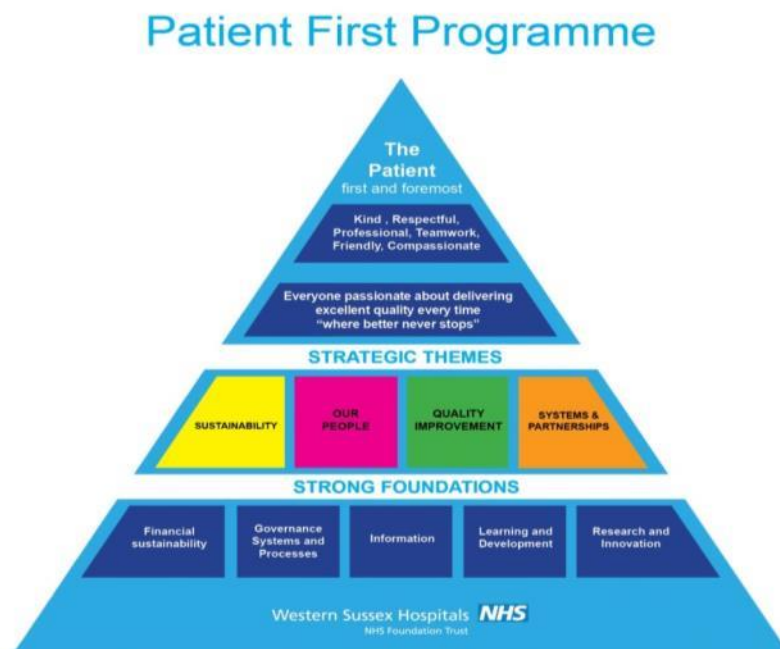 Patient First Programme
The
Patient
first and foremost
Kind , Respectful,
Professional, Teamwork,
Friendly, Compassionate
Everyone passionate about delivering
excellent quality every time
“where better never stops”
STRATEGIC THEMES
SUSTAINABILITY
OUR
PEOPLE
QUALITY
IMPROVEMENT
SYSTEMS &
PARTNERSHIPS
STRONG FOUNDATIONS
Financial
sustainability
Governance
Systems and
Processes
Information
Learning and
Development
Research and
Innovation
Western Sussex Hospitals NHS
NHS Foundation Trust